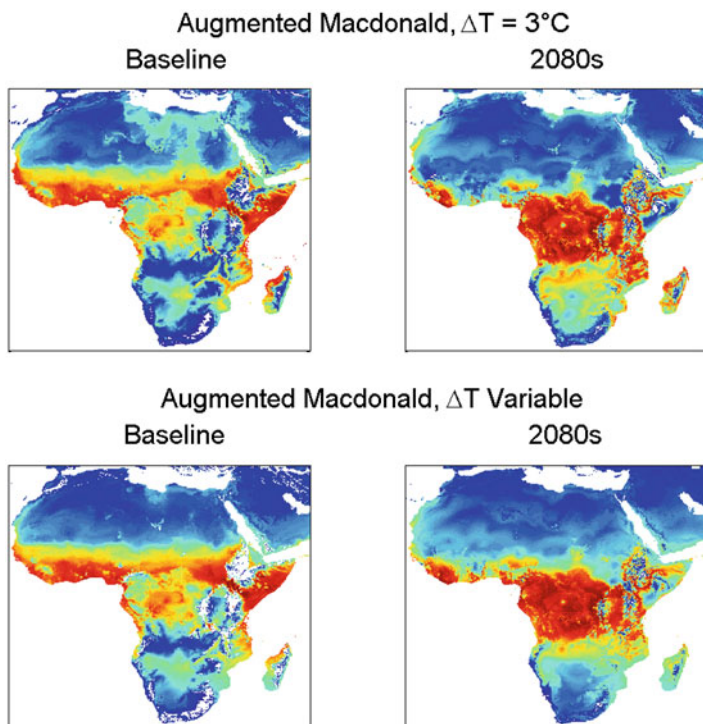 Augmented Macdonald, ΔT = 3°C
Baseline 2080s
Augmented Macdonald, ΔT Variable
Baseline 2080s